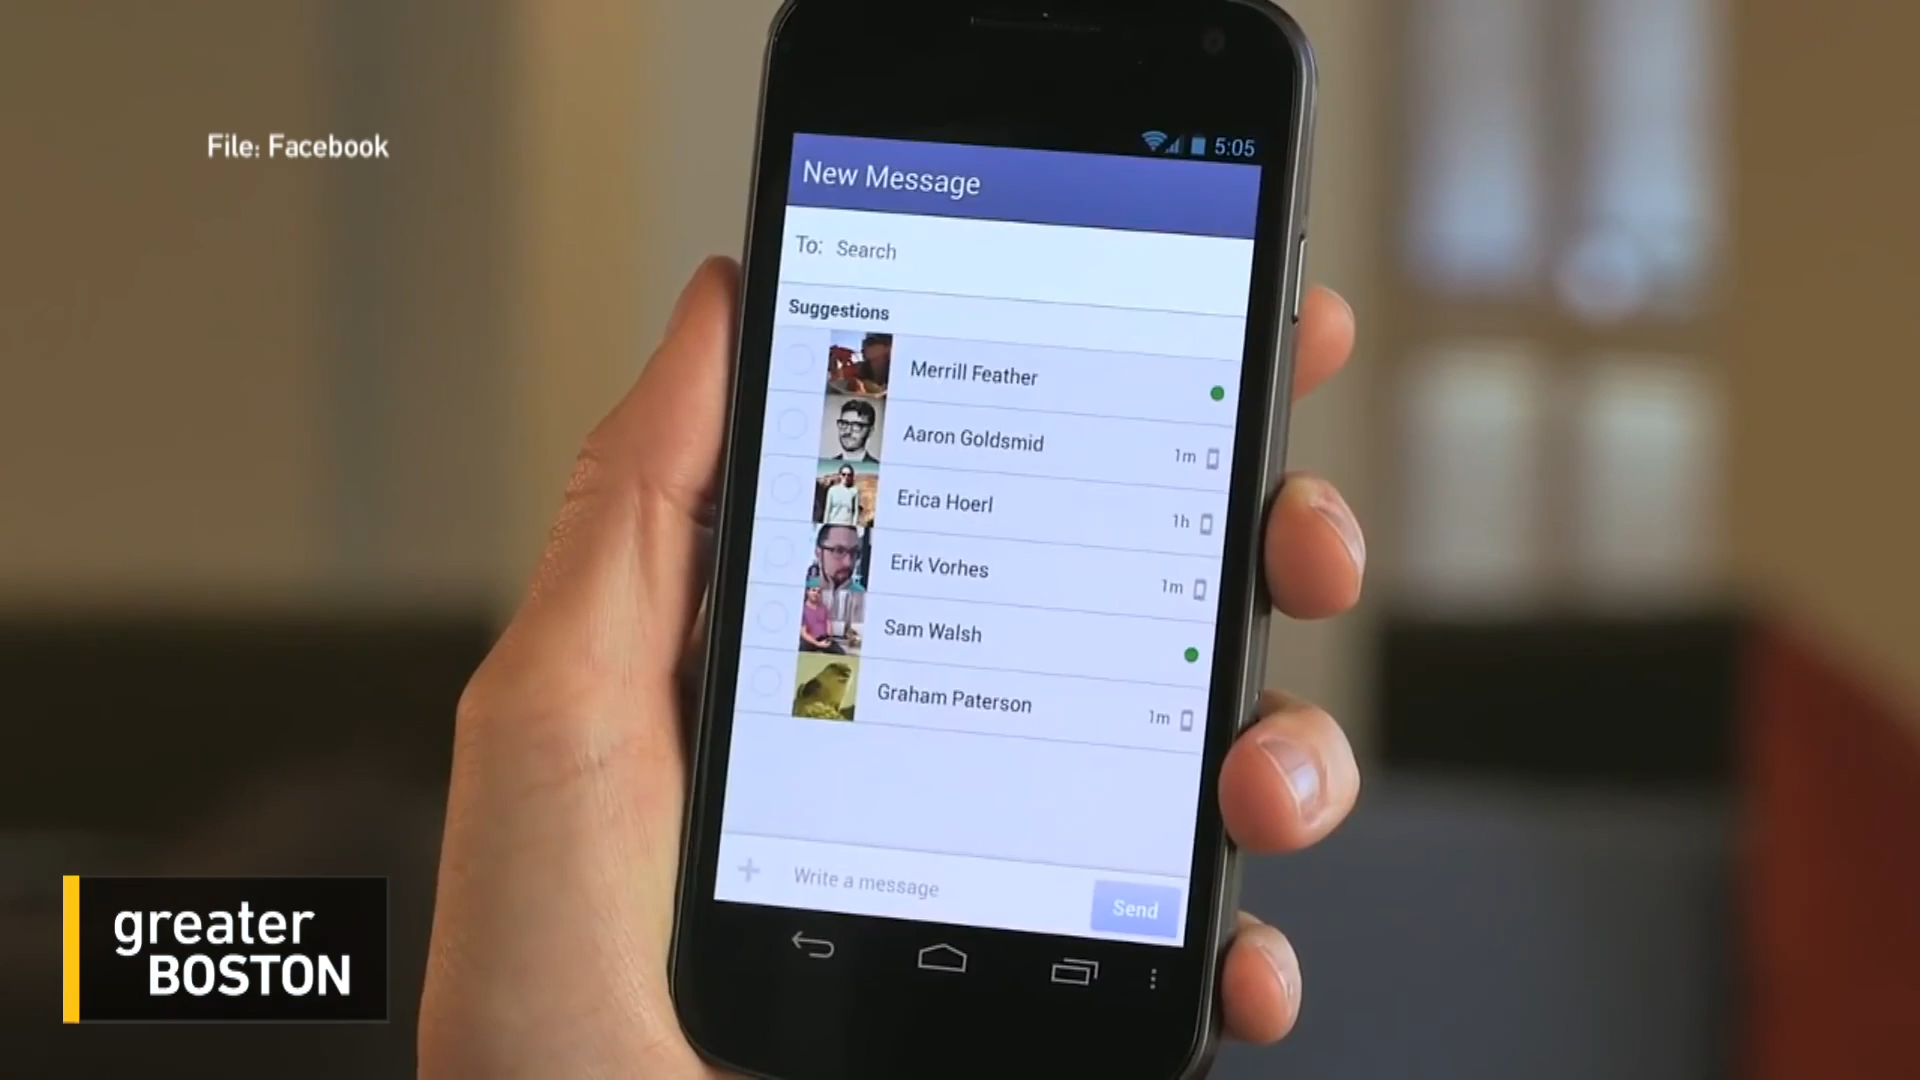 File: Facebook
5:05
New Message
To: Search
Suggestions
Merrill Feather
Aaron Goldsmid 1m
Erica Hoerl 1h
Erik Vorhes 1m
Sam Walsh
Graham Paterson 1m
Write a message Send
greater
BOSTON